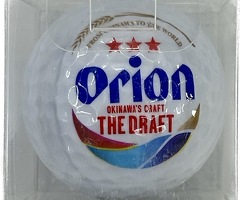 FROM OKINAWA TO THE WORLD
Orion
OKINAWA'S CRAFT
THE DRAFT